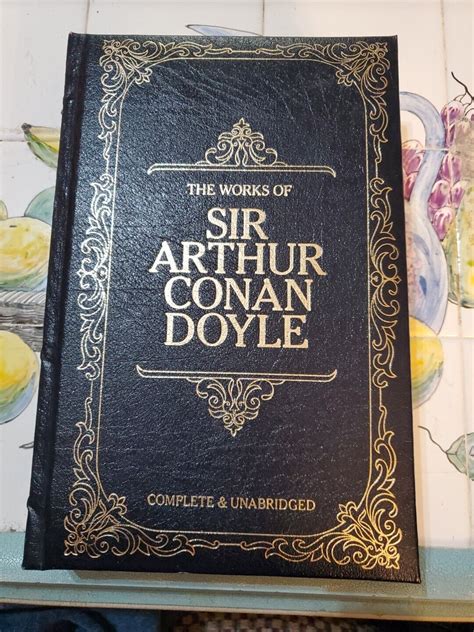 THE WORKS OF
SIR
ARTHUR
CONAN
DOYLE
COMPLETE & UNABRIDGED